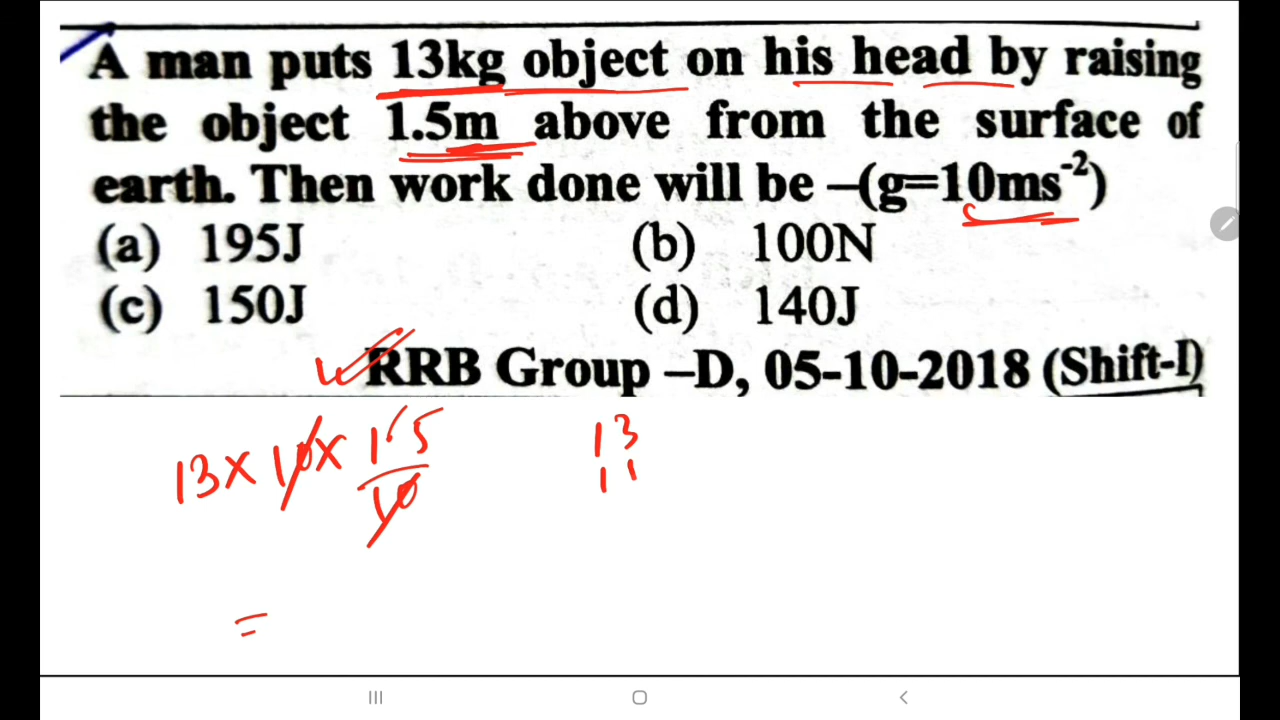 A man puts 13kg object on his head by raising
the object 1.5m above from the surface of
earth. Then work done will be –(g=10ms⁻²)
(a) 195J (b) 100N
(c) 150J (d) 140J
RRB Group –D, 05-10-2018 (Shift-I)
13 × 10 × 15 13
10 11
=